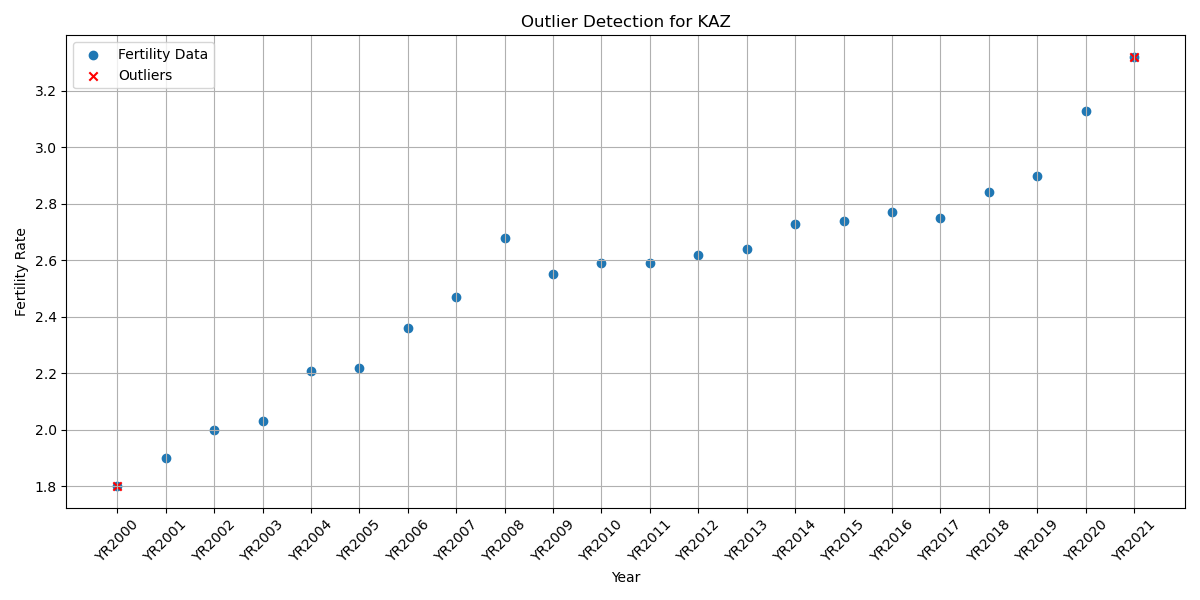 Outlier Detection for KAZ
Fertility Data
Outliers
Fertility Rate
3.2
3.0
2.8
2.6
2.4
2.2
2.0
1.8
YR2000
YR2001
YR2002
YR2003
YR2004
YR2005
YR2006
YR2007
YR2008
YR2009
YR2010
YR2011
YR2012
YR2013
YR2014
YR2015
YR2016
YR2017
YR2018
YR2019
YR2020
YR2021
Year